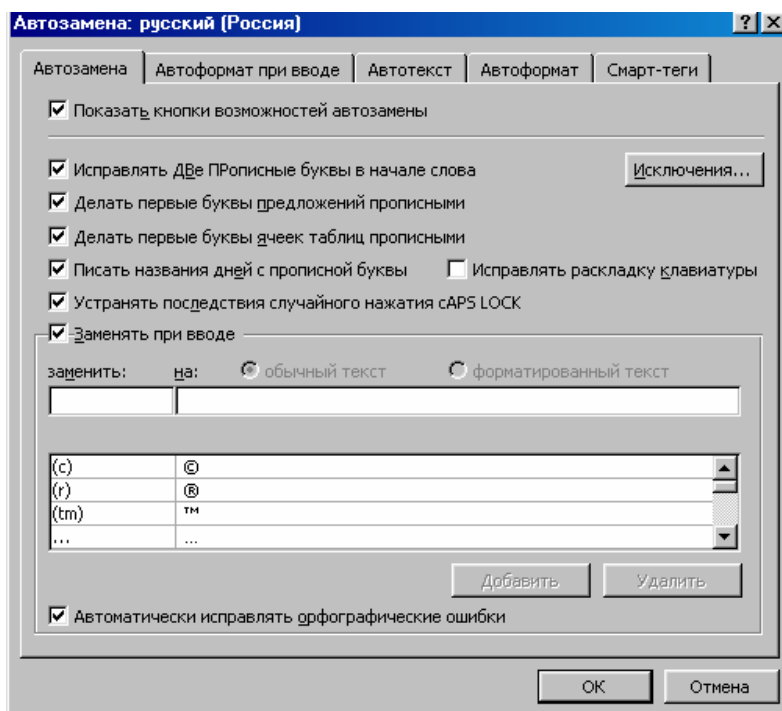 Автозамена: русский (Россия)
Автозамена Автоформат при вводе Автотекст Автоформат Смарт-теги
Показать кнопки возможностей автозамены
Исправлять ДВе ПРописные буквы в начале слова Исключения...
Делать первые буквы предложений прописными
Делать первые буквы ячеек таблиц прописными
Писать названия дней с прописной буквы Исправлять раскладку клавиатуры
Устранять последствия случайного нажатия cAPS LOCK
Заменять при вводе
заменить: на: обычный текст форматированный текст
(c) ©
(r) ®
(tm) ™
... ...
Добавить Удалить
Автоматически исправлять орфографические ошибки
ОК Отмена